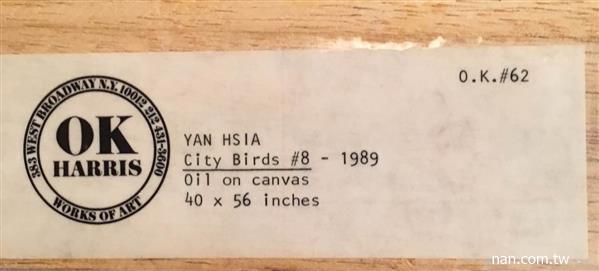 383 WEST BROADWAY N.Y. 10012 212 431-3600
OK
HARRIS
WORKS OF ART
O.K.#62
YAN HSIA
City Birds #8 - 1989
Oil on canvas
40 x 56 inches
nan.com.tw